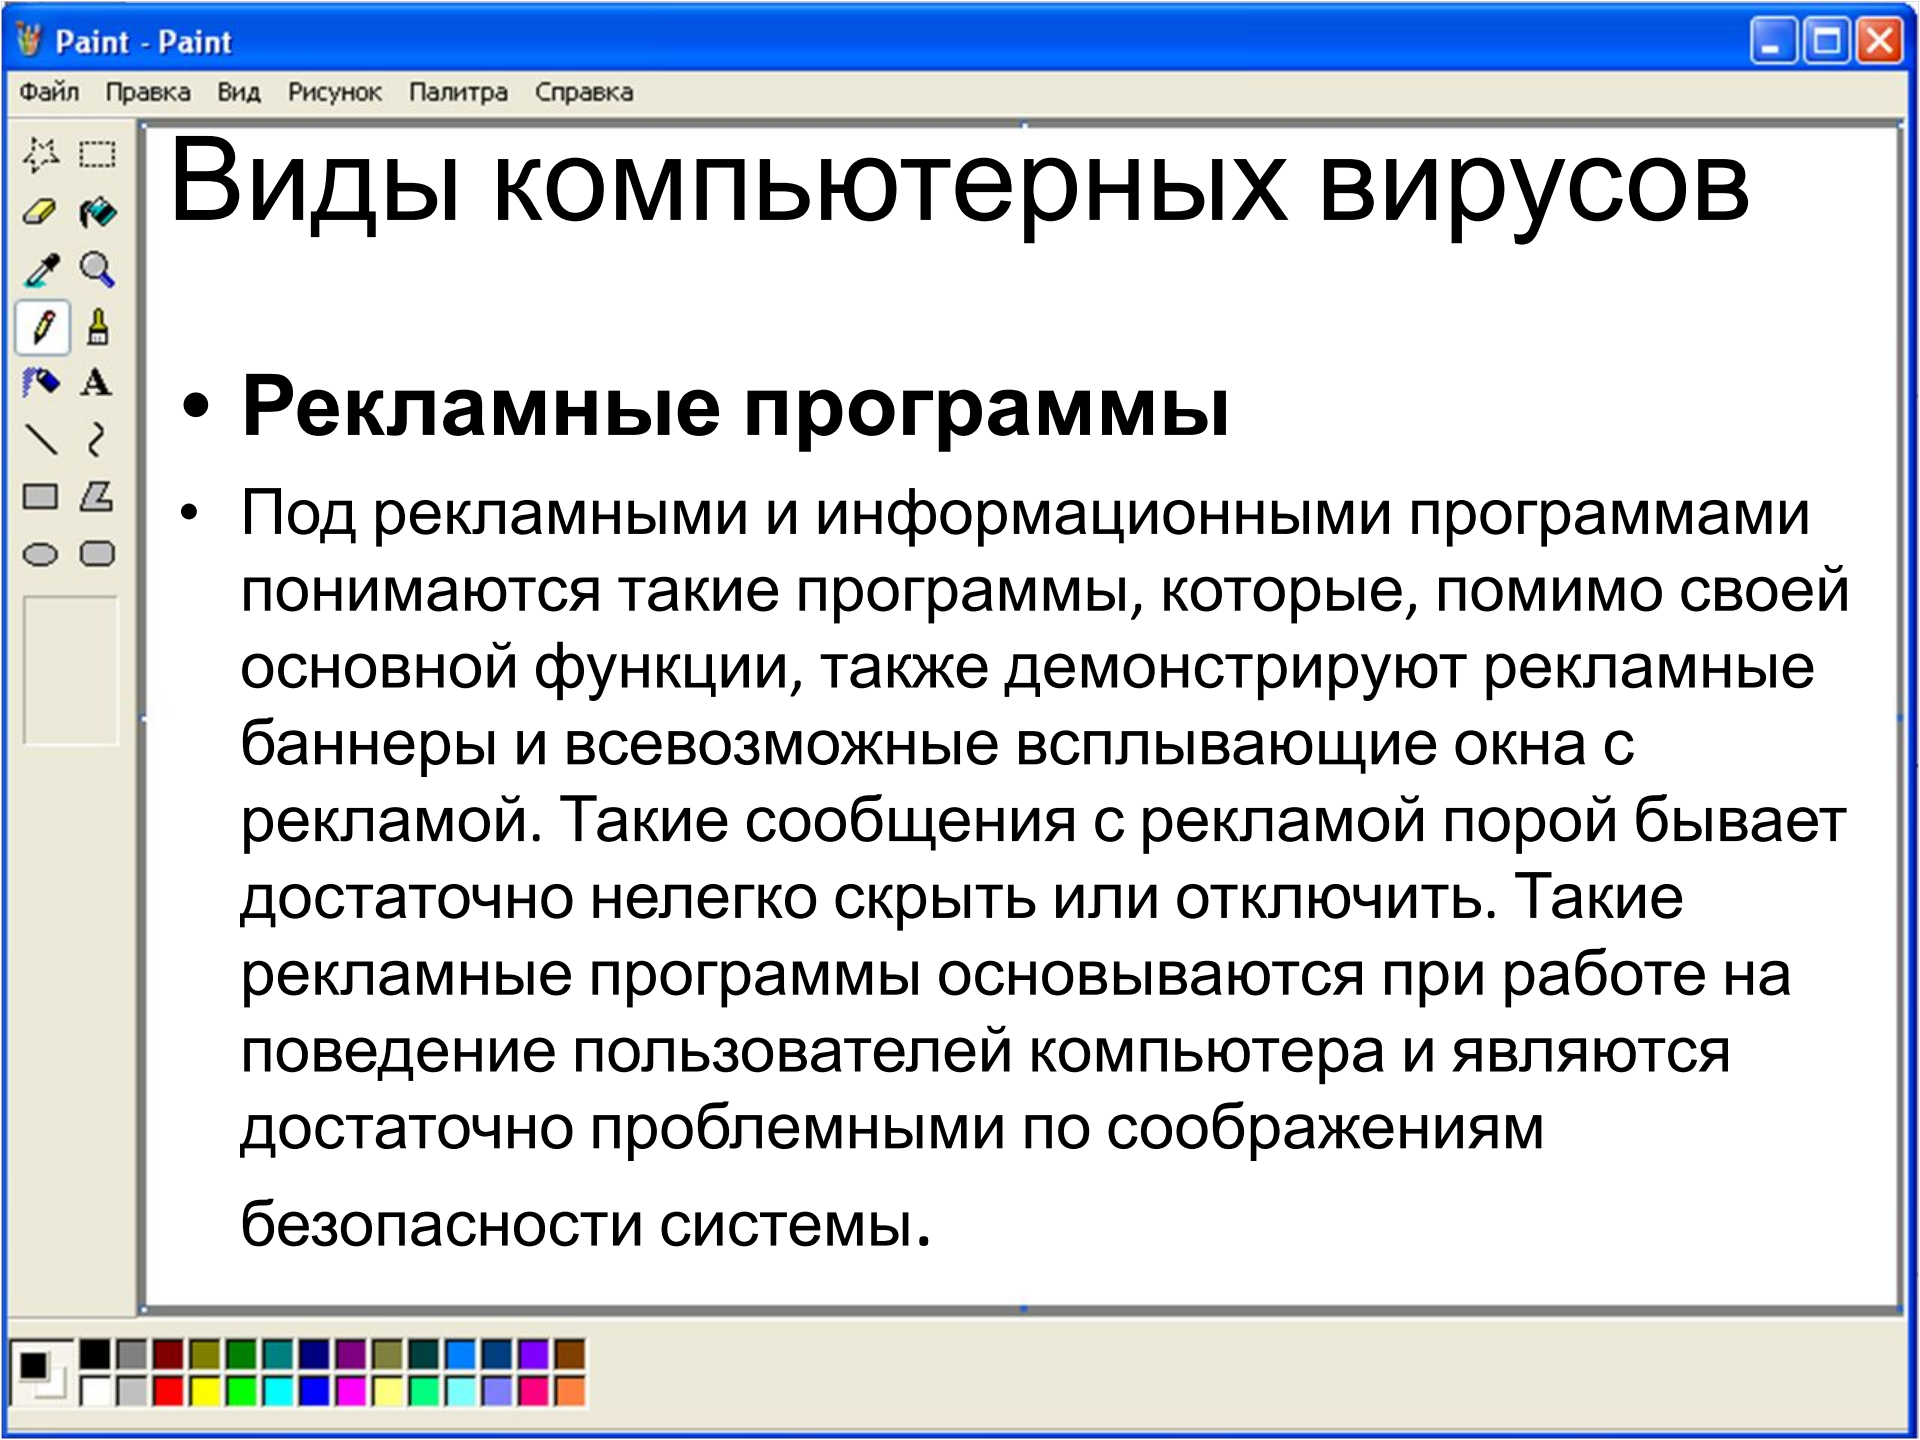 Paint - Paint
Файл Правка Вид Рисунок Палитра Справка
Виды компьютерных вирусов
• Рекламные программы
• Под рекламными и информационными программами
понимаются такие программы, которые, помимо своей
основной функции, также демонстрируют рекламные
баннеры и всевозможные всплывающие окна с
рекламой. Такие сообщения с рекламой порой бывает
достаточно нелегко скрыть или отключить. Такие
рекламные программы основываются при работе на
поведение пользователей компьютера и являются
достаточно проблемными по соображениям
безопасности системы.